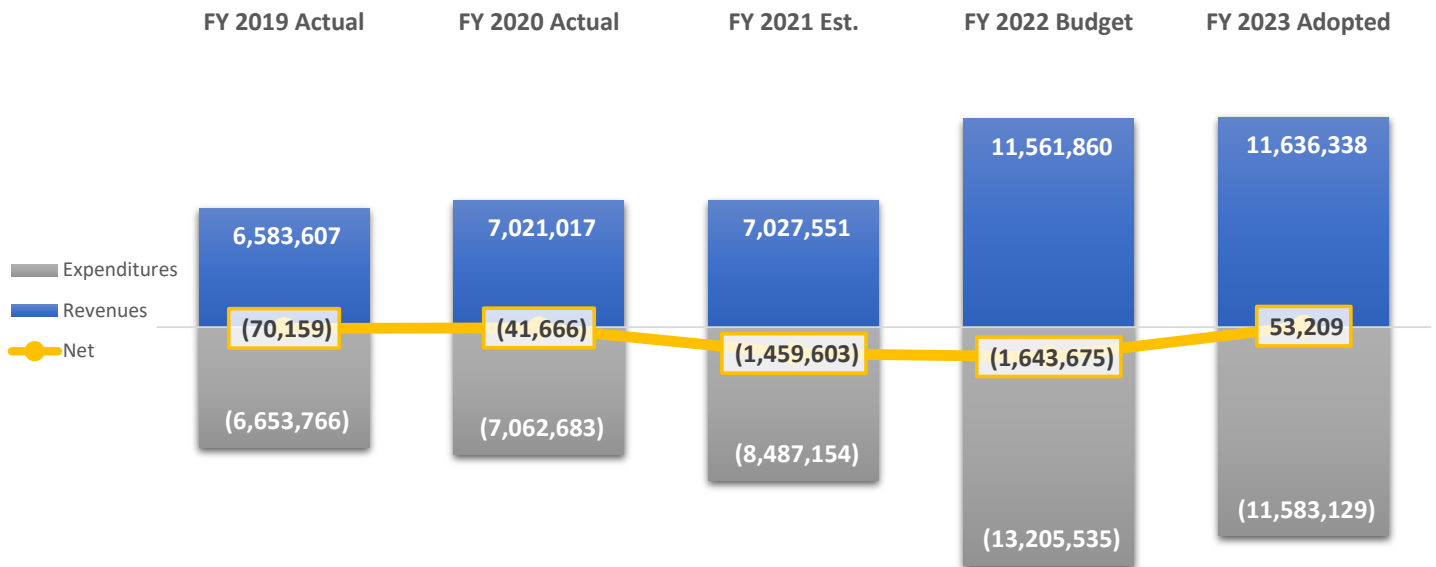 FY 2019 Actual FY 2020 Actual FY 2021 Est. FY 2022 Budget FY 2023 Adopted
11,561,860 11,636,338
6,583,607 7,021,017 7,027,551
Expenditures
Revenues
Net
(70,159) (41,666) (1,459,603) (1,643,675) 53,209
(6,653,766) (7,062,683) (8,487,154) (13,205,535) (11,583,129)